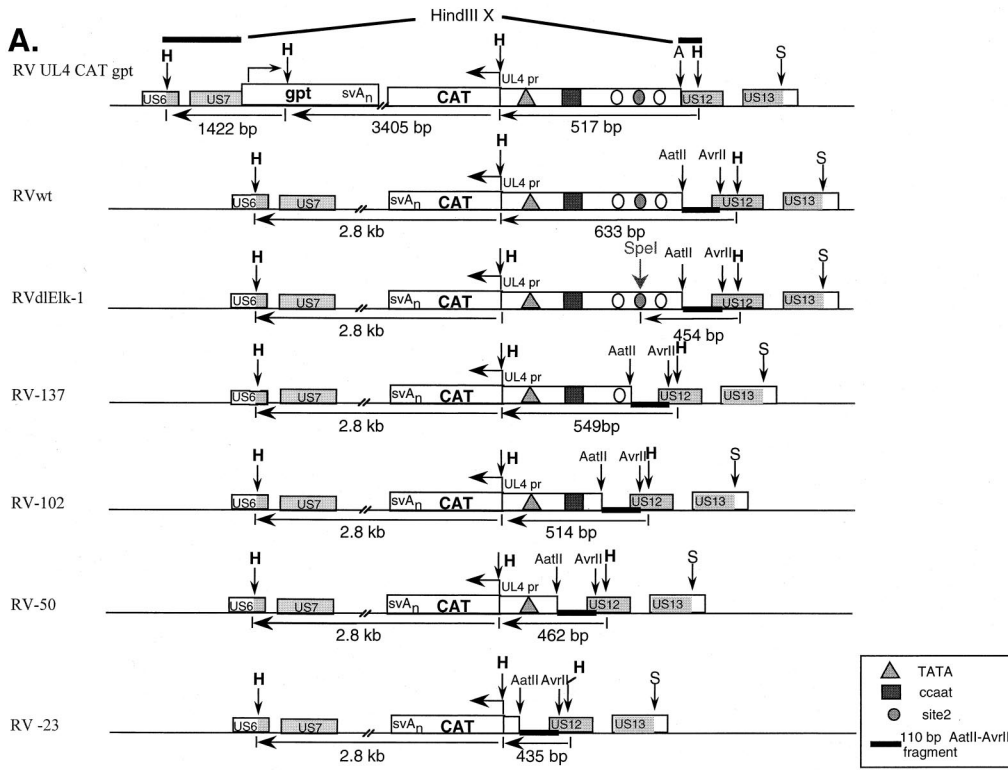 HindIII X
A.
RV UL4 CAT gpt
H H H A H S
UL4 pr
US6 US7 gpt svAn CAT US12 US13
1422 bp 3405 bp 517 bp
RVwt
H H AatII AvrII H S
UL4 pr
US6 US7 svAn CAT US12 US13
2.8 kb 633 bp
RVdlElk-1
H H SpeI AatII AvrII H S
UL4 pr
US6 US7 svAn CAT US12 US13
2.8 kb 454 bp
RV-137
H H AatII AvrII H S
UL4 pr
US6 US7 svAn CAT US12 US13
2.8 kb 549bp
RV-102
H H AatII AvrII H S
UL4 pr
US6 US7 svAn CAT US12 US13
2.8 kb 514 bp
RV-50
H H AatII AvrII H S
UL4 pr
US6 US7 svAn CAT US12 US13
2.8 kb 462 bp
RV -23
H H AatII AvrII H S
US6 US7 svAn CAT US12 US13
2.8 kb 435 bp
TATA
ccaat
site2
110 bp AatII-AvrII
fragment